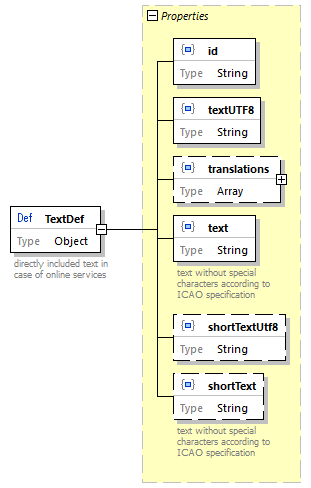 Properties
id
Type String
textUTF8
Type String
translations
Type Array
Def TextDef
Type Object
directly included text in
case of online services
text
Type String
text without special
characters according to
ICAO specification
shortTextUtf8
Type String
shortText
Type String
text without special
characters according to
ICAO specification